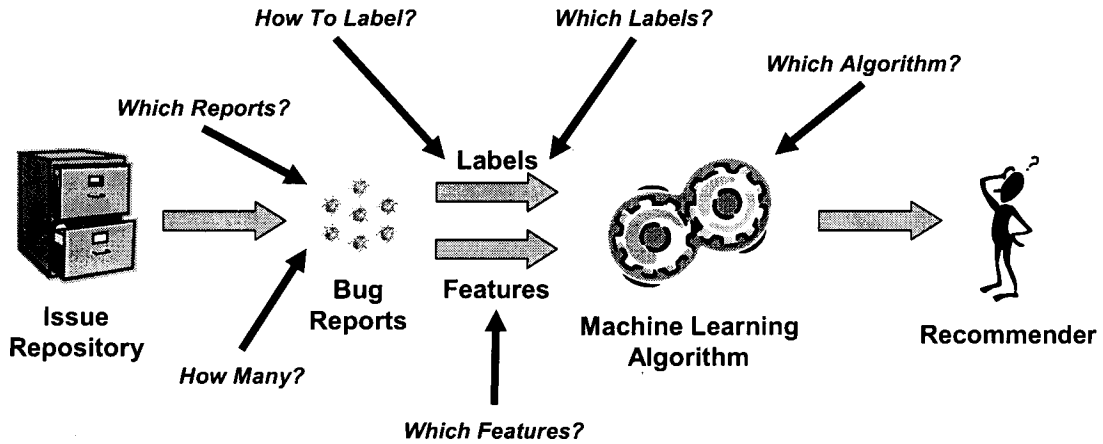 How To Label?
Which Labels?
Which Algorithm?
Which Reports?
Labels
?
Features
Bug
Reports
Issue
Repository
Machine Learning
Algorithm
Recommender
How Many?
Which Features?